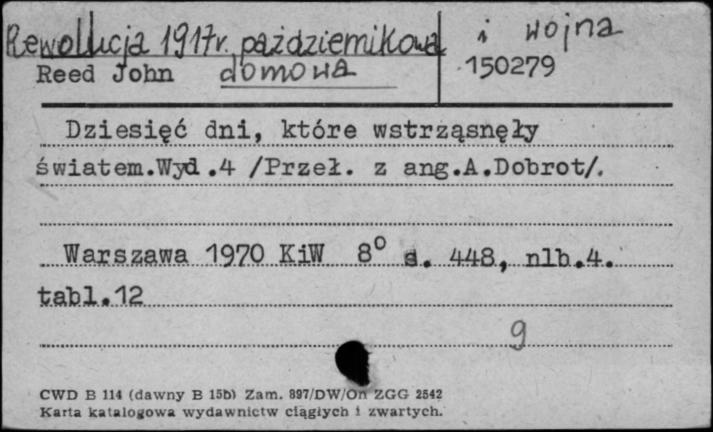 Rewolucja 1917r. październikowa i wojna
Reed John domowa 150279
Dziesięć dni, które wstrząsnęły
światem.Wyd.4 /Przeł. z ang.A.Dobrot/.
Warszawa 1970 KiW 8° s. 448, nlb.4.
tabl.12
9
CWD B 114 (dawny B 15b) Zam. 897/DW/On ZGG 2542
Karta katalogowa wydawnictw ciągłych i zwartych.